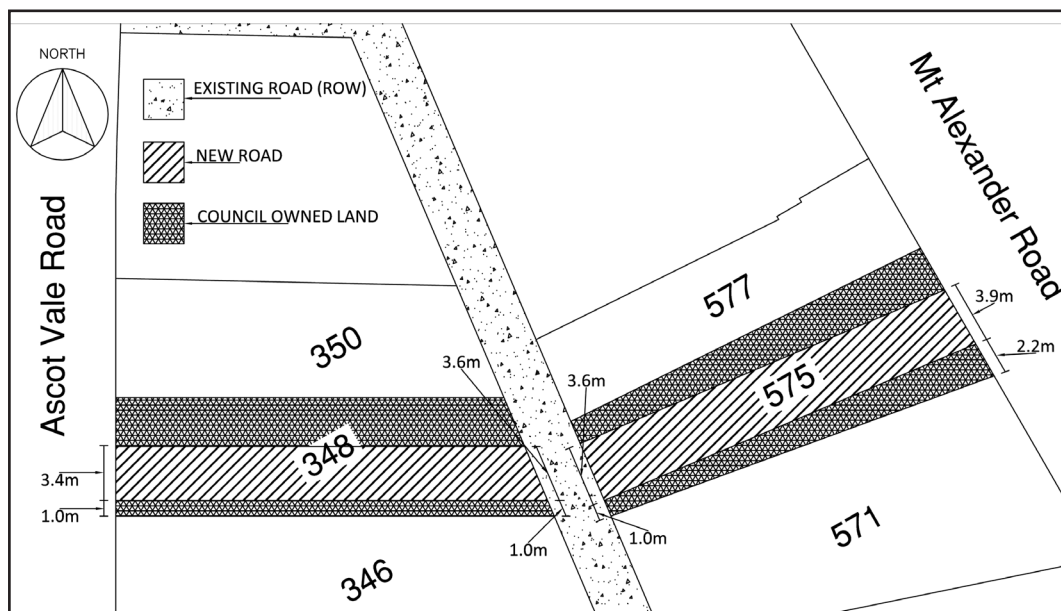 NORTH
EXISTING ROAD (ROW)
NEW ROAD
COUNCIL OWNED LAND
Ascot Vale Road
Mt Alexander Road
577
350
3.6m
3.6m
3.9m
2.2m
575
348
3.4m
1.0m
1.0m
1.0m
571
346